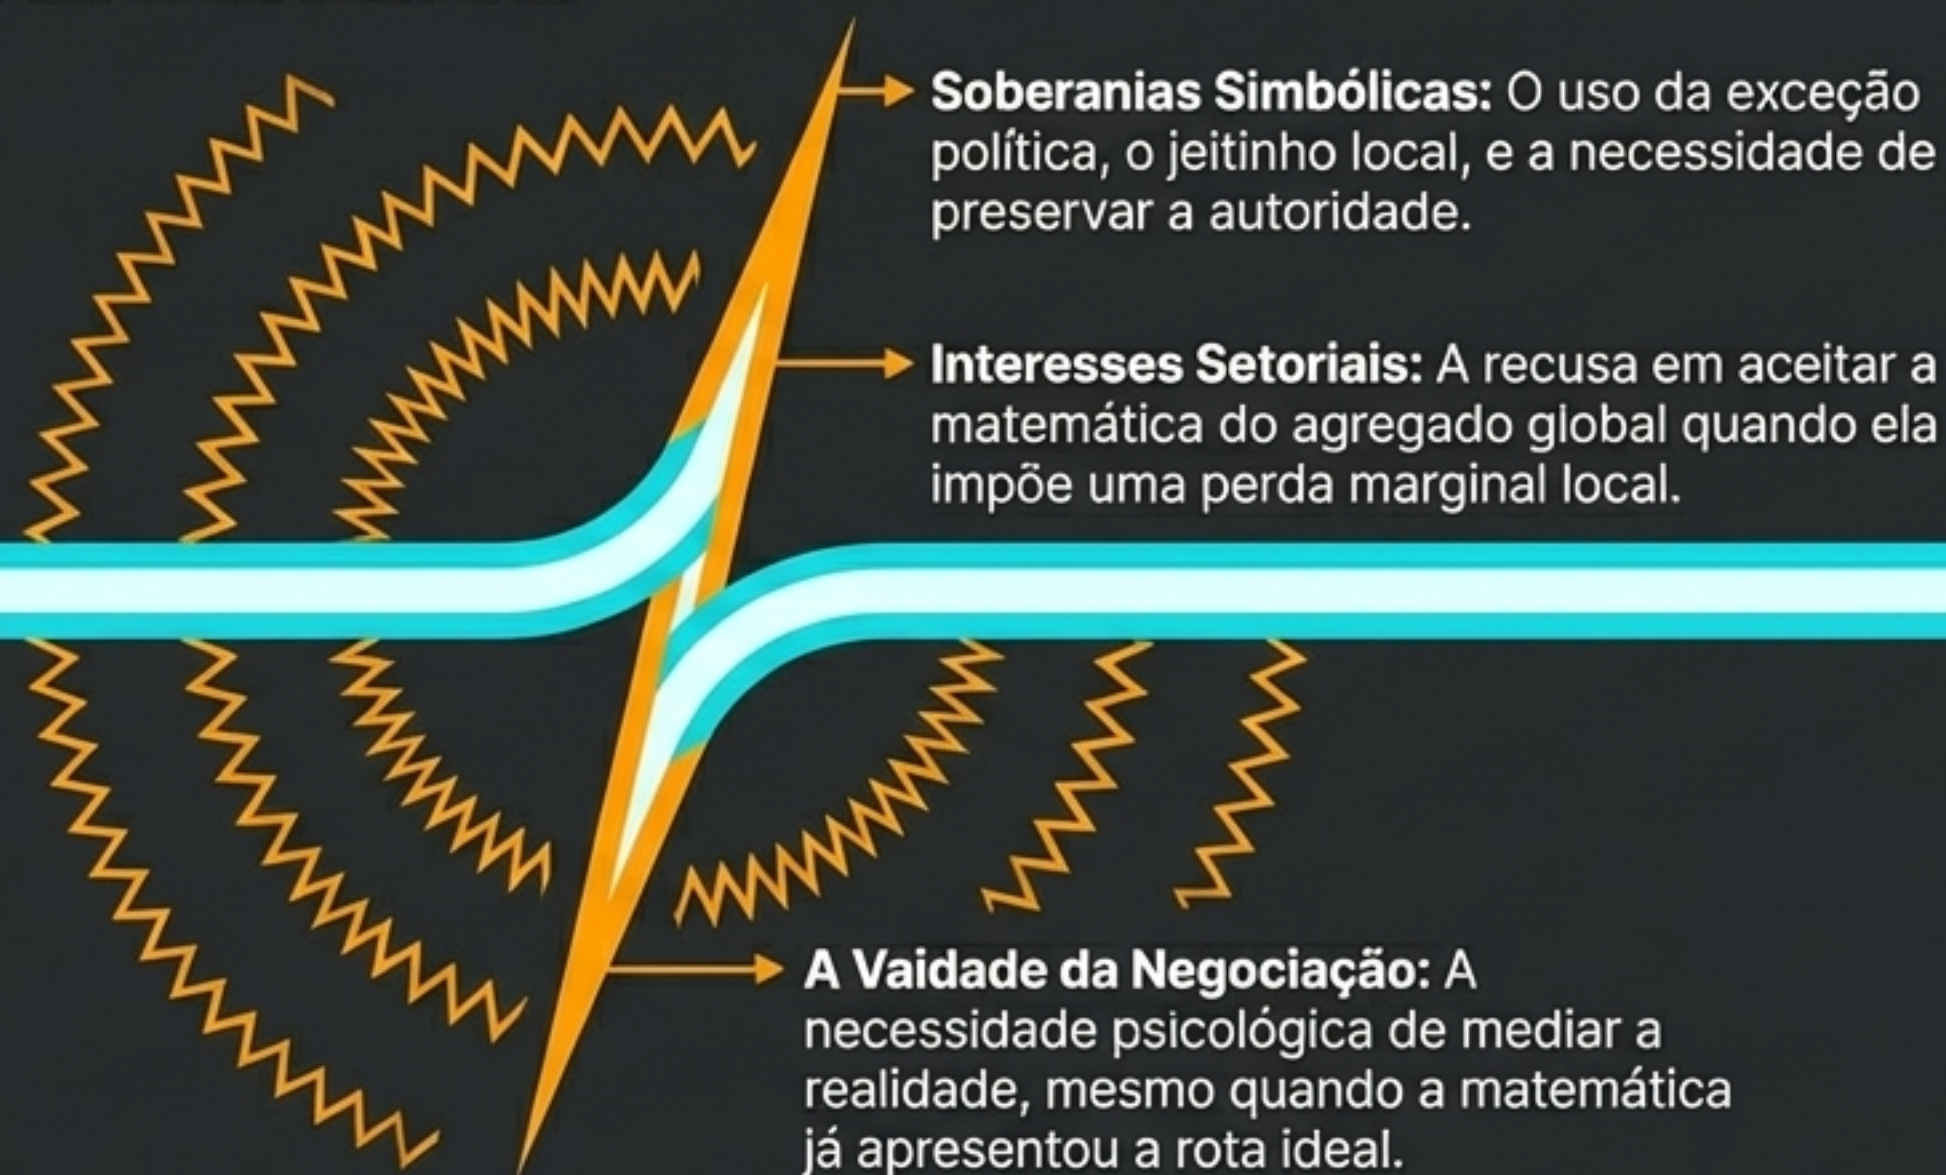 Soberanias Simbólicas: O uso da exceção
política, o jeitinho local, e a necessidade de
preservar a autoridade.
Interesses Setoriais: A recusa em aceitar a
matemática do agregado global quando ela
impõe uma perda marginal local.
A Vaidade da Negociação: A
necessidade psicológica de mediar a
realidade, mesmo quando a matemática
já apresentou a rota ideal.